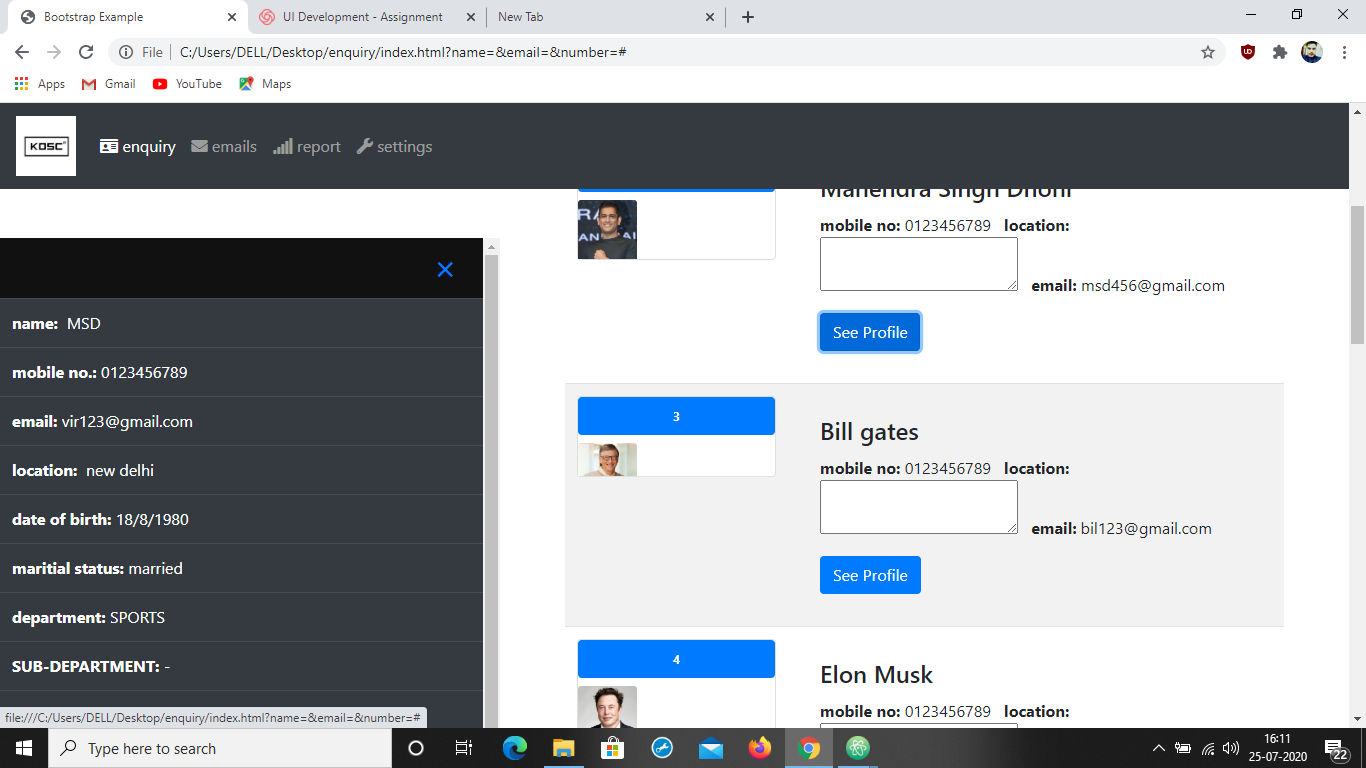 Bootstrap Example
UI Development - Assignment
New Tab
File
C:/Users/DELL/Desktop/enquiry/index.html?name=&email=&number=#
Apps
Gmail
YouTube
Maps
KOSC
enquiry
emails
report
settings
name: MSD
mobile no.: 0123456789
email: vir123@gmail.com
location: new delhi
date of birth: 18/8/1980
maritial status: married
department: SPORTS
SUB-DEPARTMENT: -
file:///C:/Users/DELL/Desktop/enquiry/index.html?name=&email=&number=#
Mahendra Singh Dhoni
mobile no: 0123456789 location:
email: msd456@gmail.com
See Profile
3
Bill gates
mobile no: 0123456789 location:
email: bil123@gmail.com
See Profile
4
Elon Musk
mobile no: 0123456789 location:
Type here to search
16:11
25-07-2020
22